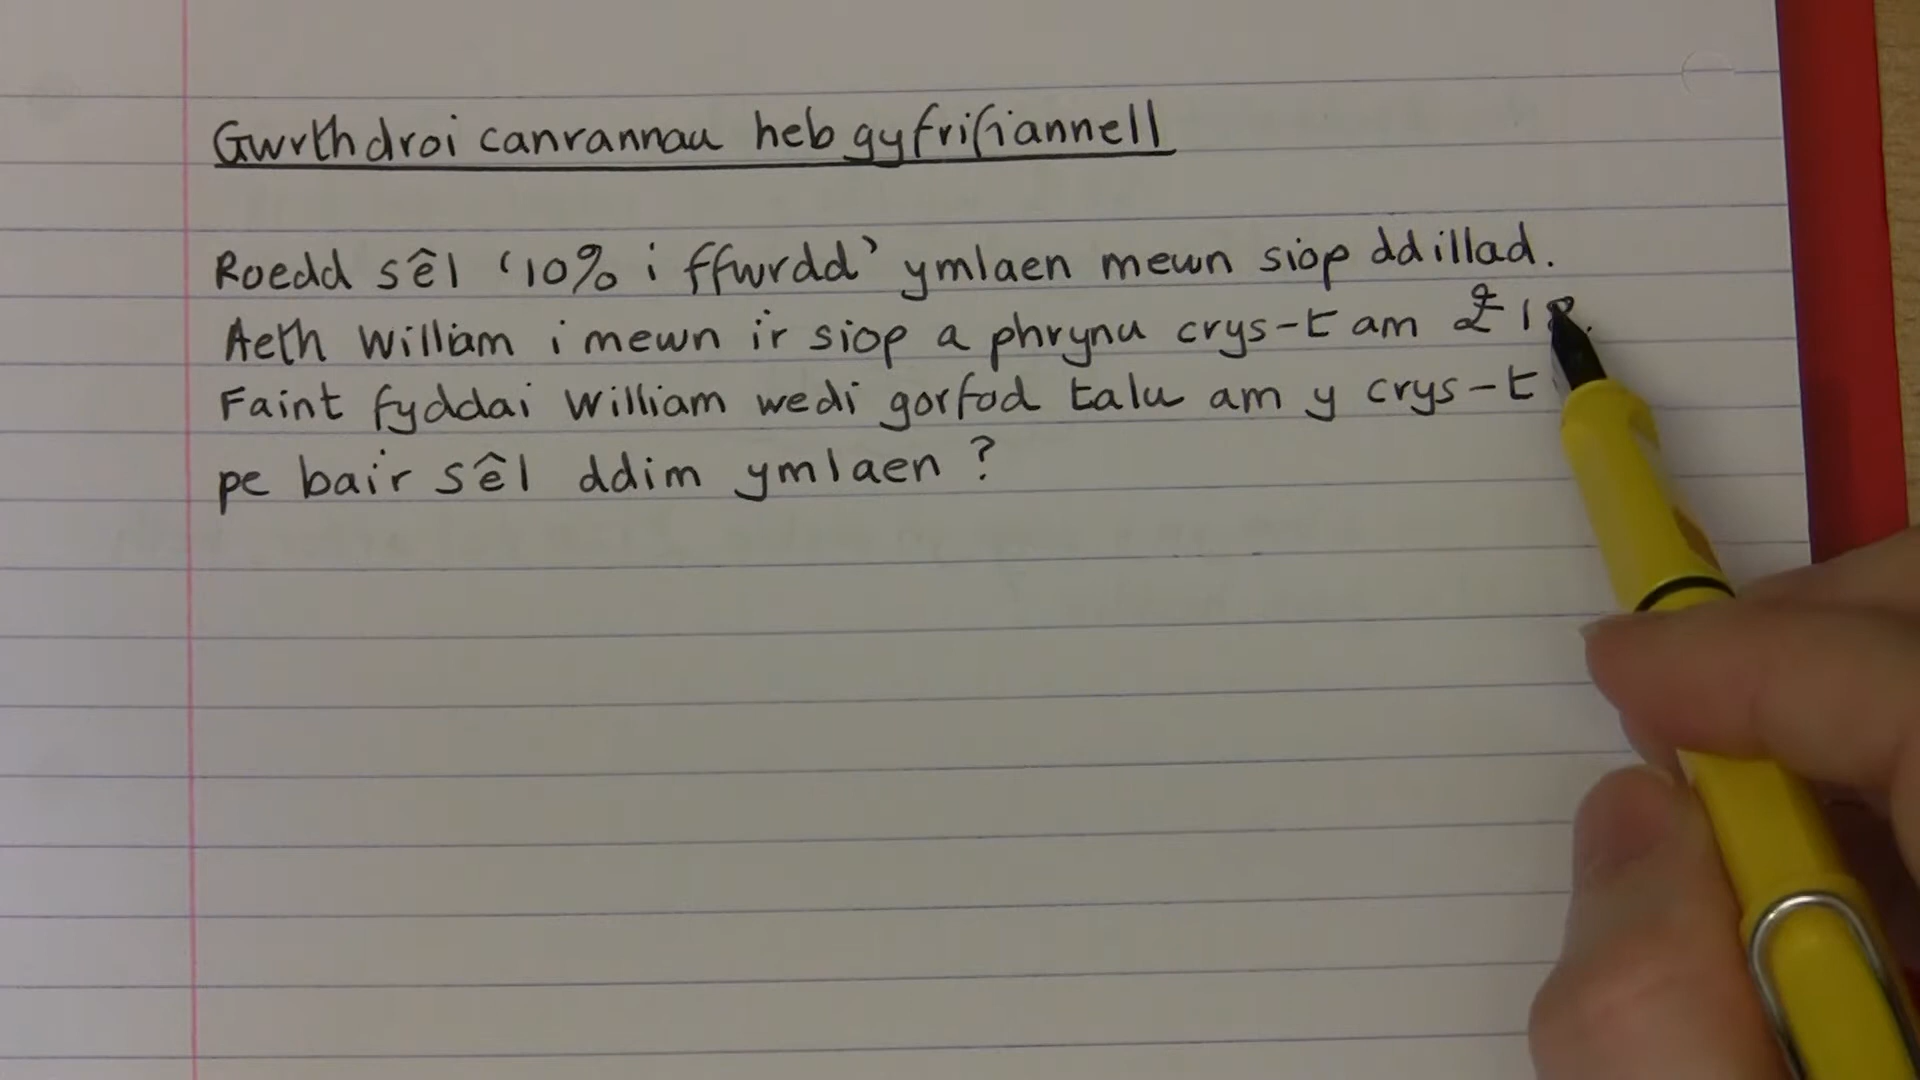 Gwrthdroi canrannau heb gyfrifiannell
Roedd sêl '10% i ffwrdd' ymlaen mewn siop ddillad.
Aeth William i mewn i'r siop a phrynu crys-t am £18.
Faint fyddai William wedi gorfod talu am y crys-t
pe bai'r sêl ddim ymlaen?